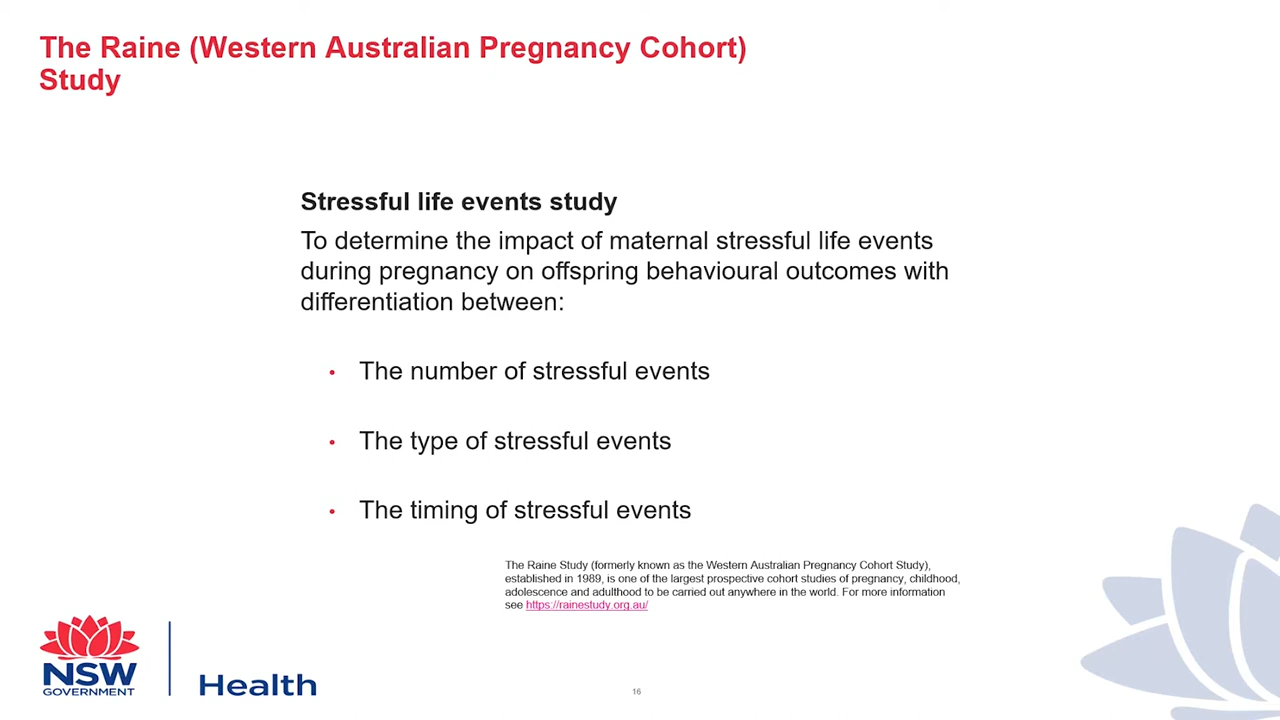 The Raine (Western Australian Pregnancy Cohort)
Study
Stressful life events study
To determine the impact of maternal stressful life events
during pregnancy on offspring behavioural outcomes with
differentiation between:
• The number of stressful events
• The type of stressful events
• The timing of stressful events
The Raine Study (formerly known as the Western Australian Pregnancy Cohort Study),
established in 1989, is one of the largest prospective cohort studies of pregnancy, childhood,
adolescence and adulthood to be carried out anywhere in the world. For more information
see https://rainestudy.org.au/
NSW
GOVERNMENT
Health
16